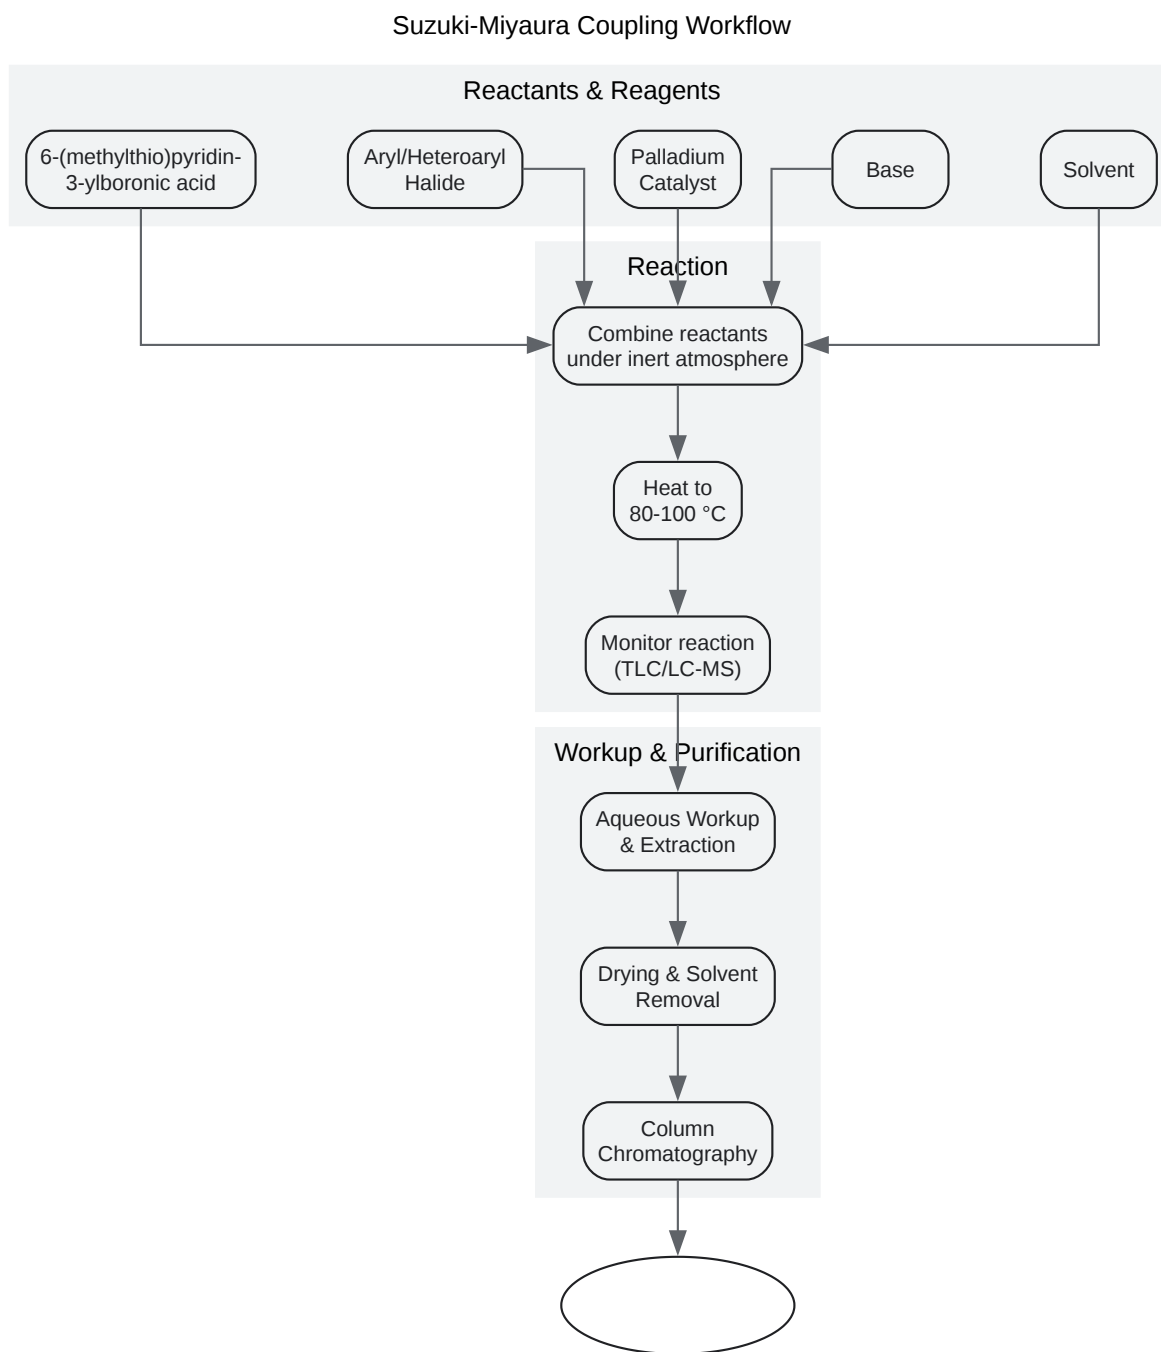 Suzuki-Miyaura Coupling Workflow
Reactants & Reagents
6-(methylthio)pyridin-
3-ylboronic acid
Aryl/Heteroaryl
Halide
Palladium
Catalyst
Base
Solvent
Reaction
Combine reactants
under inert atmosphere
Heat to
80-100 °C
Monitor reaction
(TLC/LC-MS)
Workup & Purification
Aqueous Workup
& Extraction
Drying & Solvent
Removal
Column
Chromatography